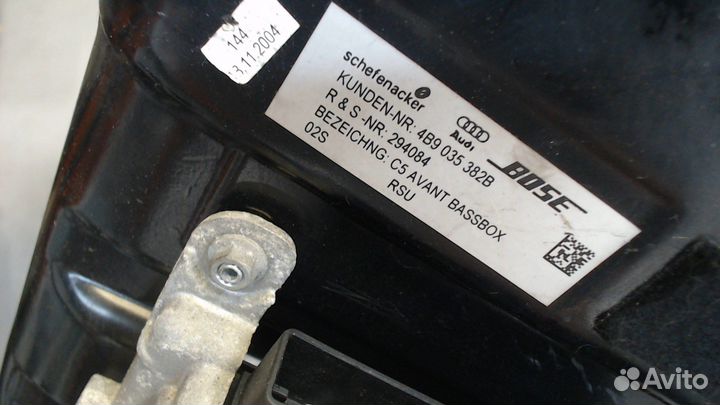 144
3.11.2004
schefenacker
Audi
BOSE
KUNDEN-NR: 4B9 035 382B
R & S -NR: 294084
BEZEICHNG: C5 AVANT BASSBOX
02S
RSU
Avito